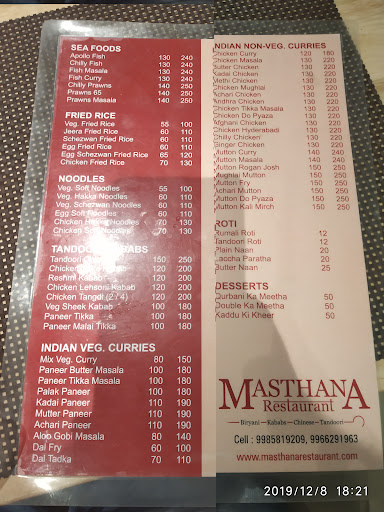 SEA FOODS
Apollo Fish 130 240
Chilly Fish 130 240
Fish Masala 130 240
Fish Curry 130 240
Chilly Prawns 140 250
Prawns 65 140 250
Prawns Masala 140 250
FRIED RICE
Veg. Fried Rice 55 100
Jeera Fried Rice 60 110
Schezwan Fried Rice 60 110
Egg Fried Rice 60 110
Egg Schezwan Fried Rice 65 120
Chicken Fried Rice 70 130
NOODLES
Veg. Soft Noodles 55 100
Veg. Hakka Noodles 60 110
Veg. Schezwan Noodles 60 110
Egg Soft Noodles 60 110
Chicken Hakka Noodles 70 130
Chicken Soft Noodles 70 130
TANDOORI KABABS
Tandoori 150 250
Chicken Kabab 120 200
Reshmi Kabab 120 200
Chicken Lehsoni Kabab 120 200
Chicken Tangdi (2 / 4) 120 200
Veg Sheek Kabab 100 180
Paneer Tikka 100 180
Paneer Malai Tikka 100 180
INDIAN VEG. CURRIES
Mix Veg. Curry 80 150
Paneer Butter Masala 100 180
Paneer Tikka Masala 100 180
Palak Paneer 100 180
Kadai Paneer 100 190
Mutter Paneer 110 190
Achari Paneer 110 190
Aloo Gobi Masala 80 140
Dal Fry 60 100
Dal Tadka 70 110
INDIAN NON-VEG. CURRIES
Chicken Curry 120 180
Chicken Masala 130 220
Butter Chicken 130 220
Kadai Chicken 130 220
Methi Chicken 130 220
Chicken Mughlai 130 220
Achari Chicken 130 220
Andhra Chicken 130 220
Chicken Tikka Masala 130 220
Chicken Do Pyaza 130 220
Afghani Chicken 130 220
Chicken Hyderabadi 130 220
Chilly Chicken 130 220
Ginger Chicken 130 220
Mutton Curry 140 240
Mutton Masala 140 240
Mutton Rogan Josh 150 250
Mughlai Mutton 150 250
Mutton Fry 150 250
Achari Mutton 150 250
Mutton Do Pyaza 150 250
Mutton Kali Mirch 150 250
ROTI
Rumali Roti 12
Tandoori Roti 12
Plain Naan 20
Laccha Paratha 20
Butter Naan 25
DESSERTS
Qurbani Ka Meetha 50
Double Ka Meetha 50
Kaddu Ki Kheer 50
MASTHANA
Restaurant
Biryani • Kababs • Chinese • Tandoori
Cell : 9985819209, 9966291963
www.masthanarestaurant.com
2019/12/8 18:21